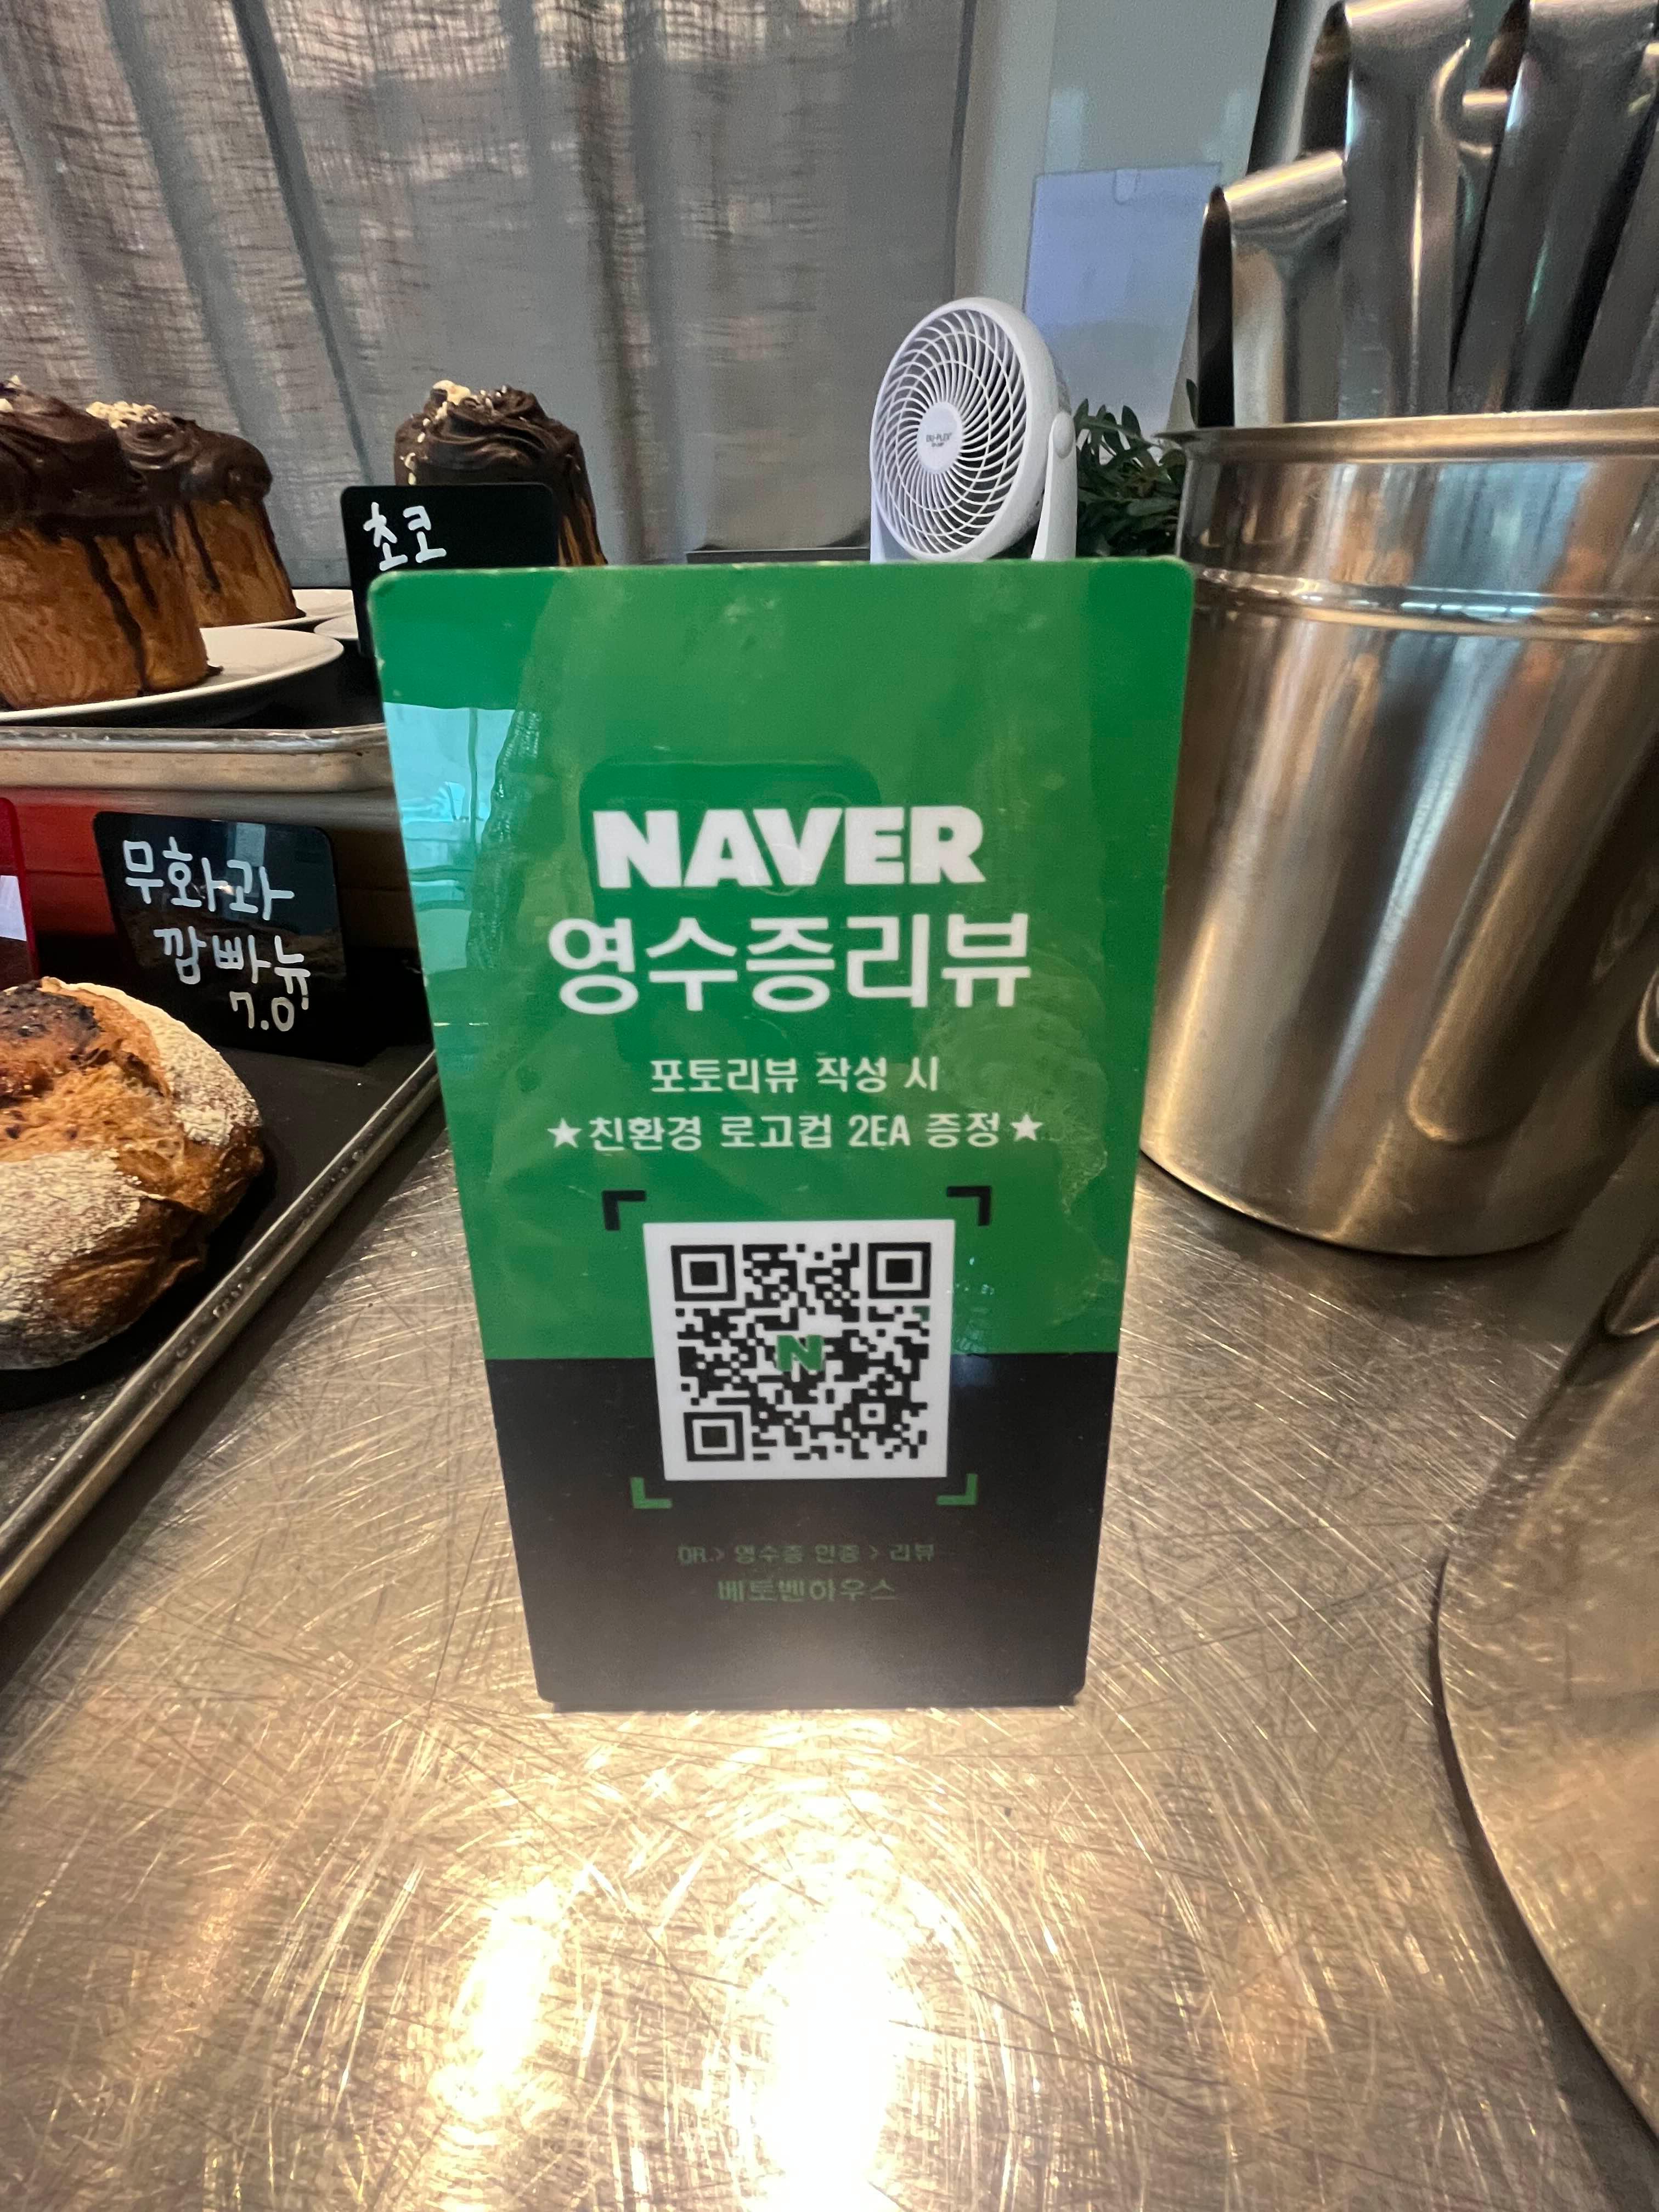 초코
무화과
깜빠뉴
7.0
NAVER
영수증리뷰
포토리뷰 작성 시
★친환경 로고컵 2EA 증정★
N
QR > 영수증 인증 > 리뷰
베토벤하우스